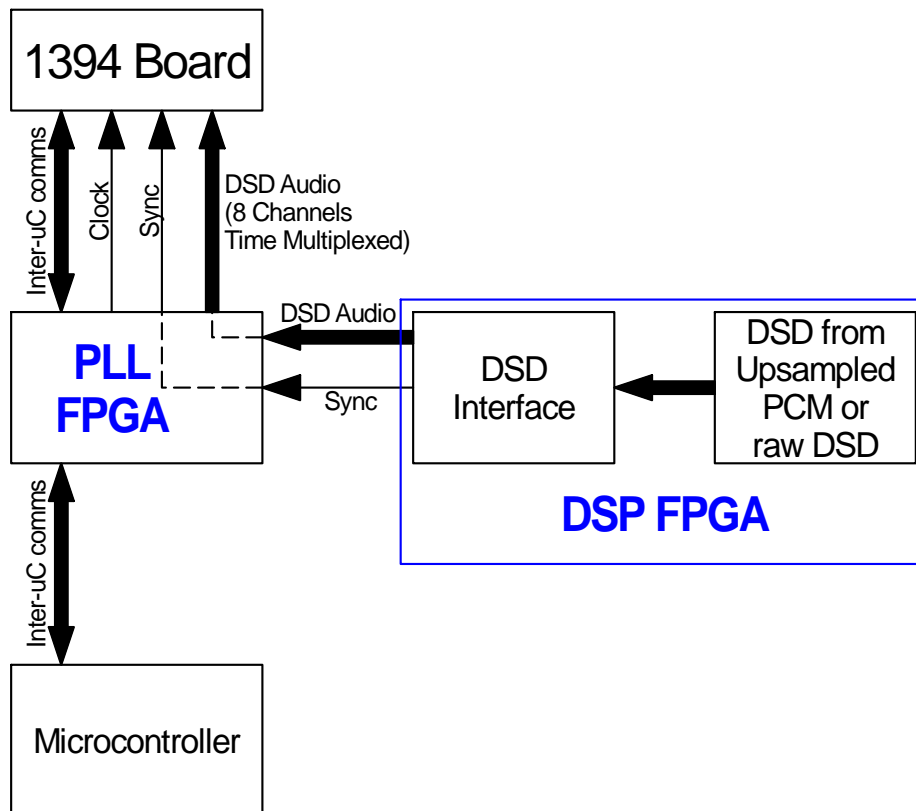 1394 Board
Inter-uC comms
Clock
Sync
DSD Audio
(8 Channels
Time Multiplexed)
PLL
FPGA
DSD Audio
Sync
DSD
Interface
DSD from
Upsampled
PCM or
raw DSD
DSP FPGA
Inter-uC comms
Microcontroller